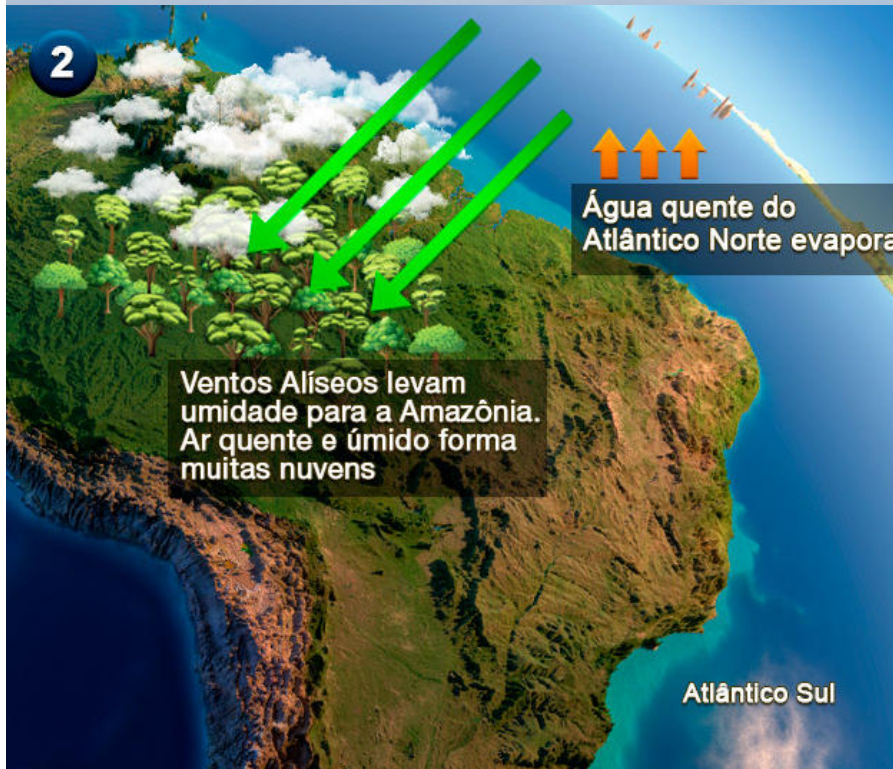 2
Água quente do
Atlântico Norte evapora
Ventos Alíseos levam
umidade para a Amazônia.
Ar quente e úmido forma
muitas nuvens
Atlântico Sul